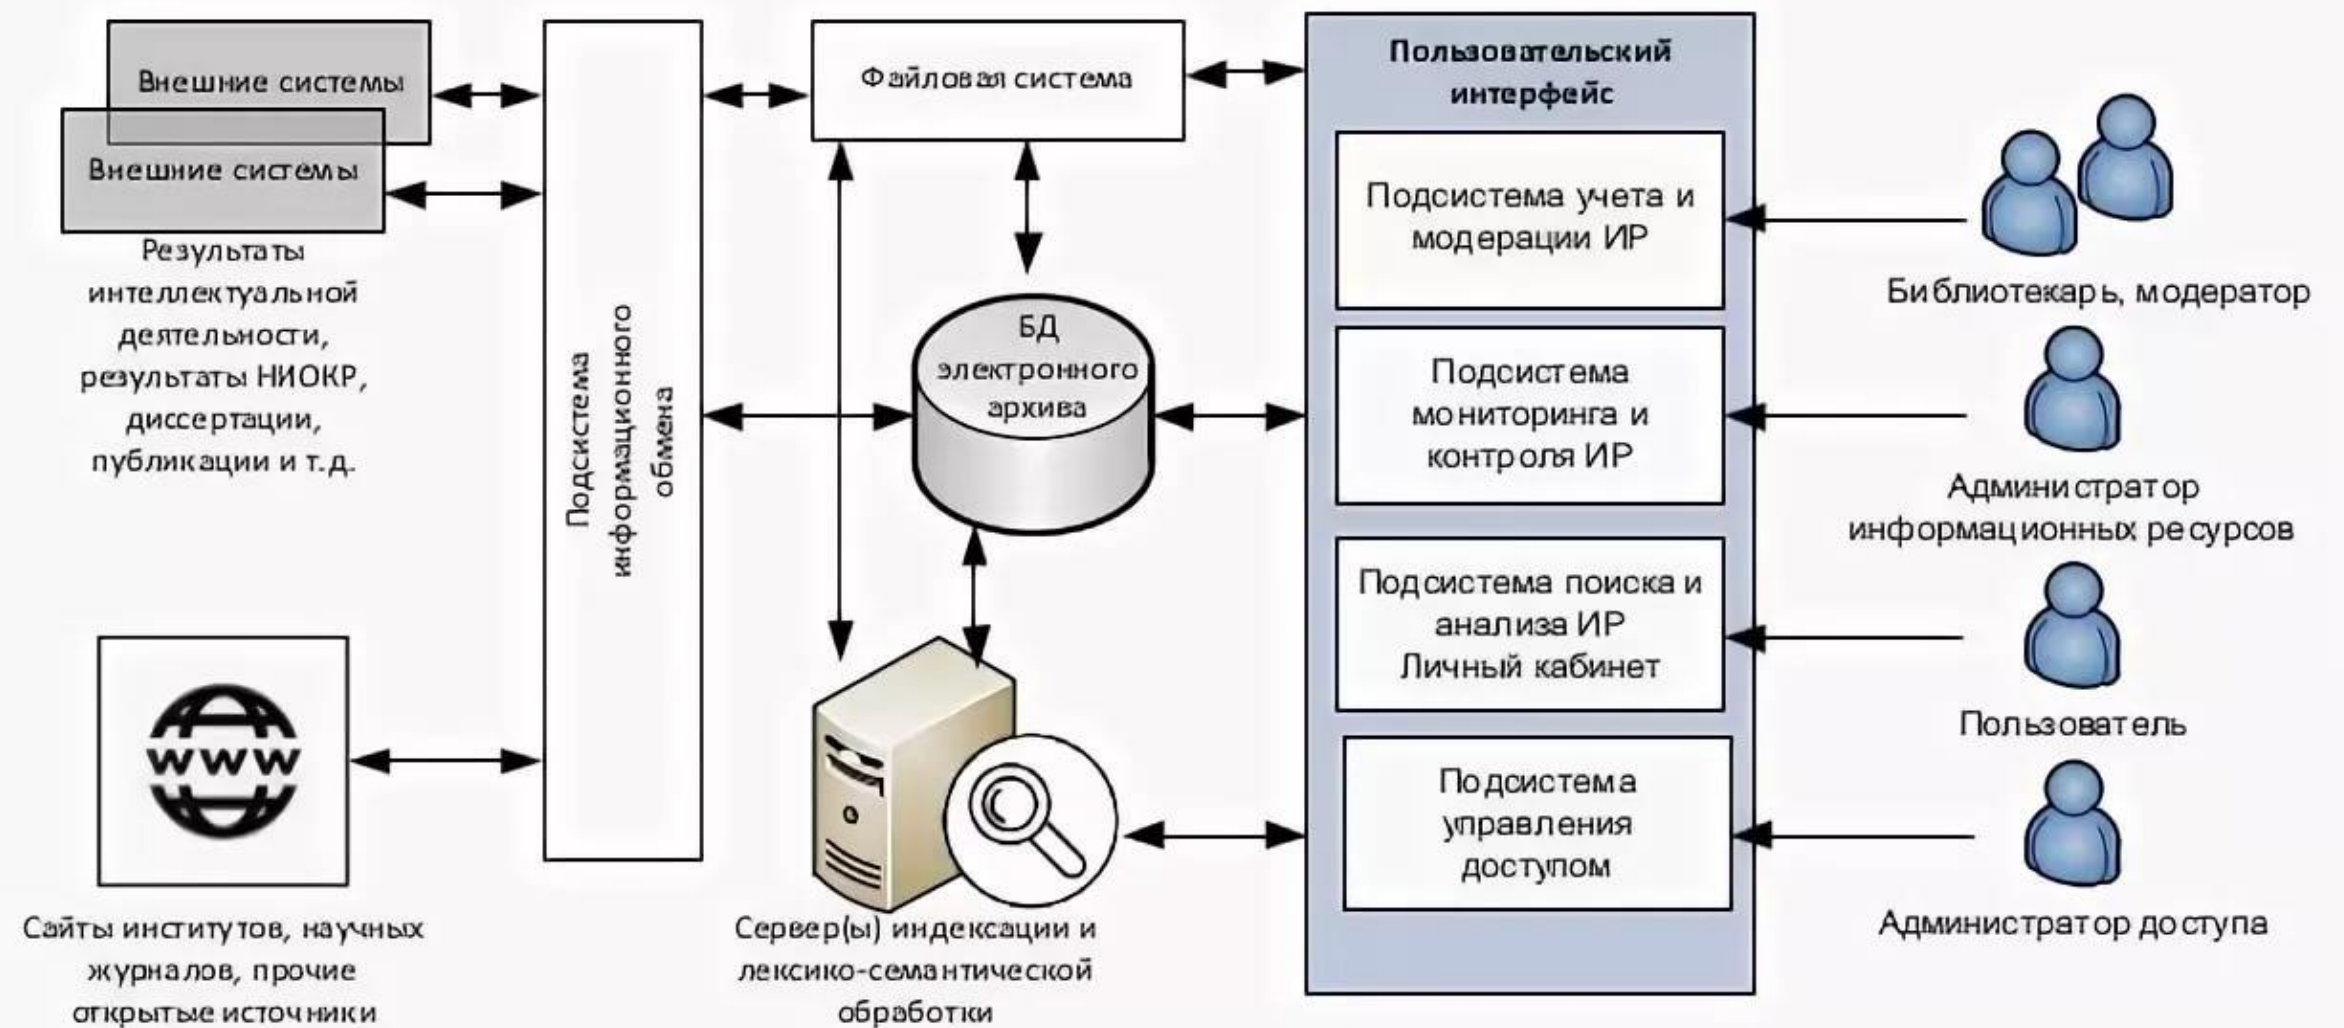 Внешние системы
Внешние системы
Результаты
интеллектуальной
деятельности,
результаты НИОКР,
диссертации,
публикации и т.д.
www
Сайты институтов, научных
журналов, прочие
открытые источники
Подсистема
информационного
обмена
Файловая система
БД
электронного
архива
Сервер(ы) индексации и
лексико-семантической
обработки
Пользовательский
интерфейс
Подсистема учета и
модерации ИР
Подсистема
мониторинга и
контроля ИР
Подсистема поиска и
анализа ИР
Личный кабинет
Подсистема
управления
доступом
Библиотекарь, модератор
Администратор
информационных ресурсов
Пользователь
Администратор доступа